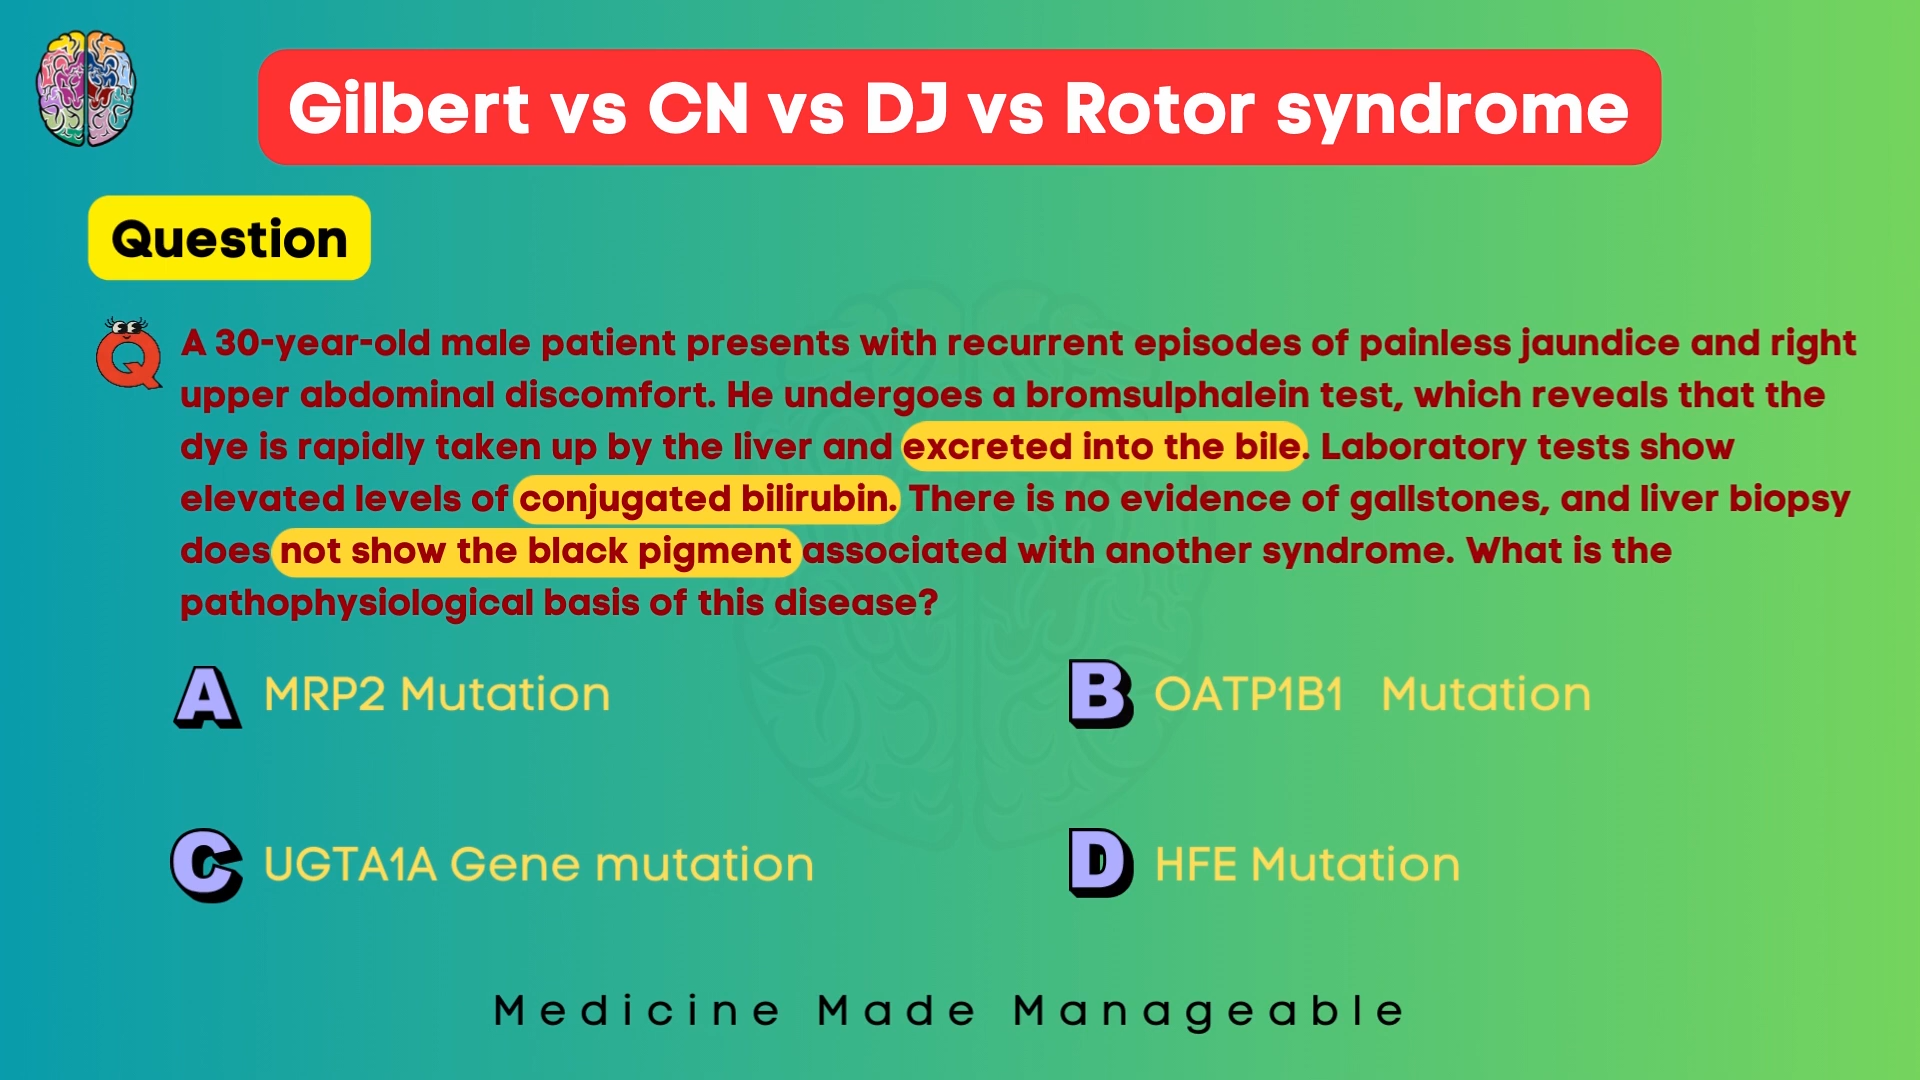 Gilbert vs CN vs DJ vs Rotor syndrome
Question
Q
A 30-year-old male patient presents with recurrent episodes of painless jaundice and right
upper abdominal discomfort. He undergoes a bromsulphalein test, which reveals that the
dye is rapidly taken up by the liver and excreted into the bile. Laboratory tests show
elevated levels of conjugated bilirubin. There is no evidence of gallstones, and liver biopsy
does not show the black pigment associated with another syndrome. What is the
pathophysiological basis of this disease?
A MRP2 Mutation
B OATP1B1 Mutation
C UGTA1A Gene mutation
D HFE Mutation
Medicine Made Manageable